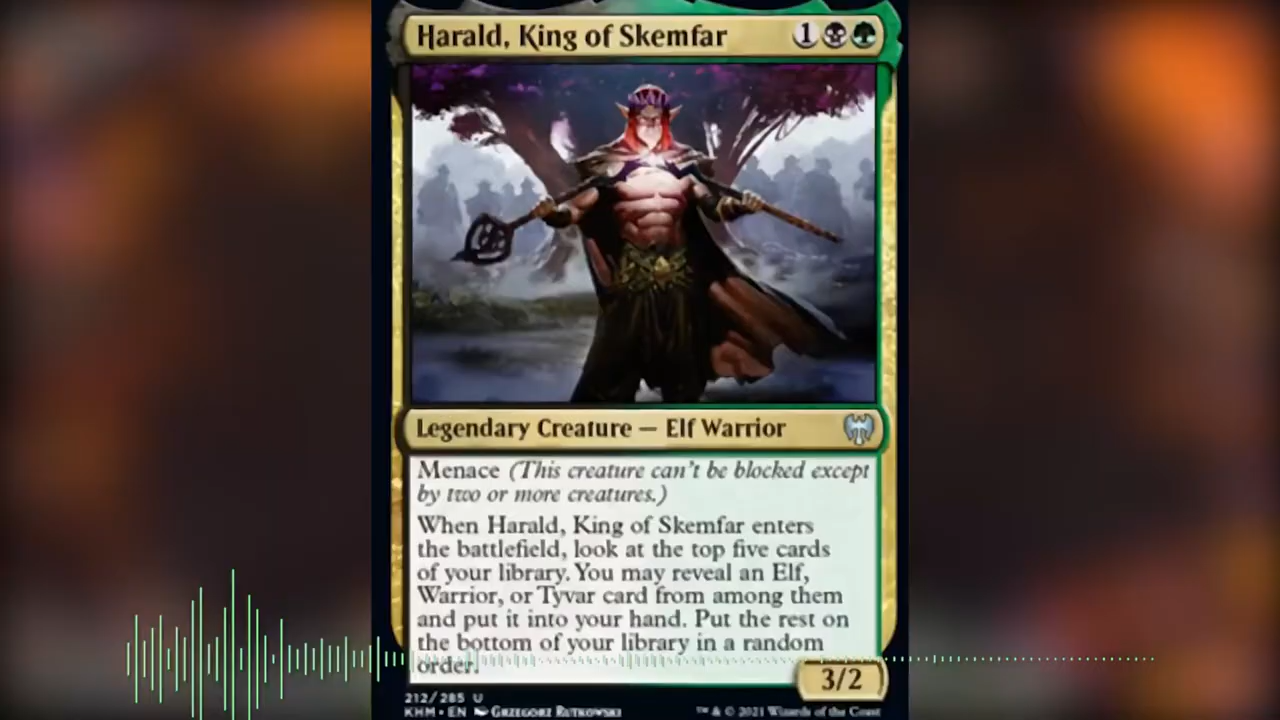 Harald, King of Skemfar 1
Legendary Creature — Elf Warrior
Menace (This creature can't be blocked except
by two or more creatures.)
When Harald, King of Skemfar enters
the battlefield, look at the top five cards
of your library. You may reveal an Elf,
Warrior, or Tyvar card from among them
and put it into your hand. Put the rest on
the bottom of your library in a random
order.
3/2
212/285 U
KHM • EN Grzegorz Rutkowski
™ & © 2021 Wizards of the Coast